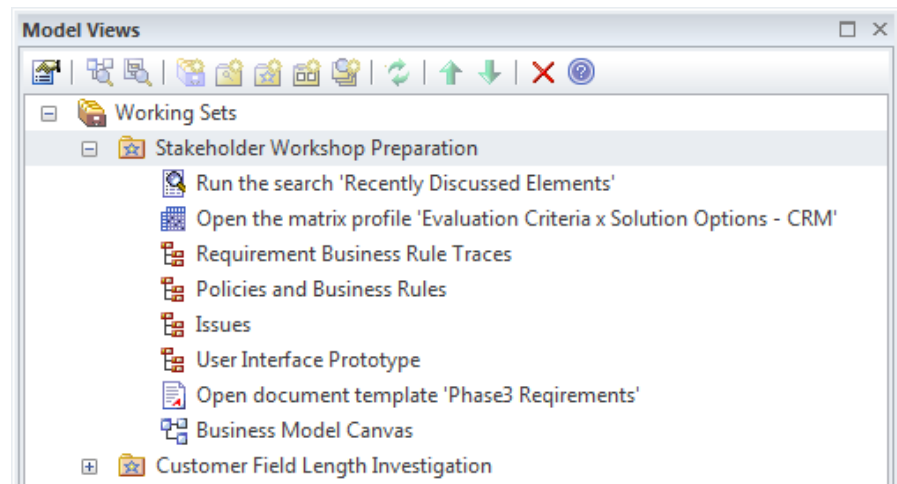 Model Views
Working Sets
Stakeholder Workshop Preparation
Run the search 'Recently Discussed Elements'
Open the matrix profile 'Evaluation Criteria x Solution Options - CRM'
Requirement Business Rule Traces
Policies and Business Rules
Issues
User Interface Prototype
Open document template 'Phase3 Reqirements'
Business Model Canvas
Customer Field Length Investigation